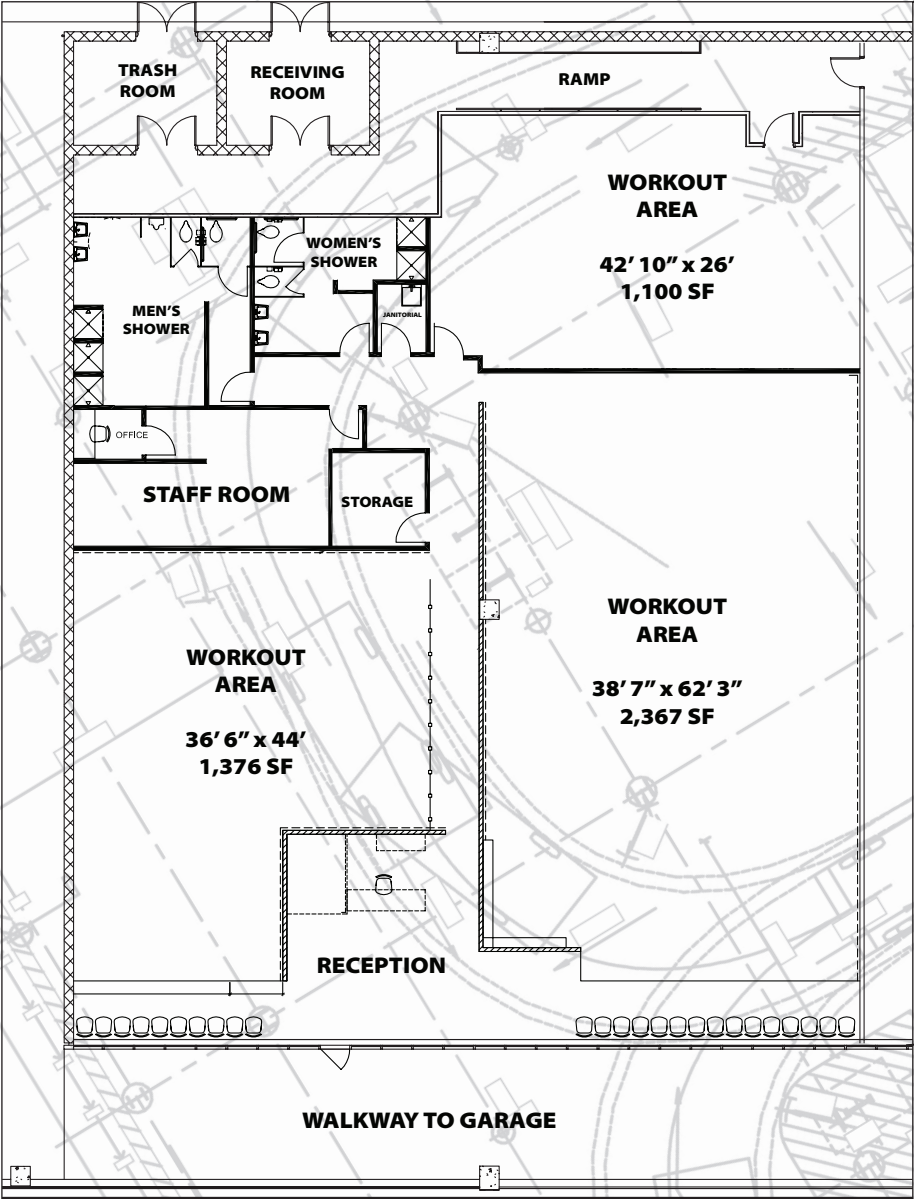 TRASH
ROOM
RECEIVING
ROOM
RAMP
WORKOUT
AREA
42’ 10” x 26’
1,100 SF
WOMEN’S
SHOWER
MEN’S
SHOWER
JANITORIAL
OFFICE
STAFF ROOM
STORAGE
WORKOUT
AREA
38’ 7” x 62’ 3”
2,367 SF
WORKOUT
AREA
36’ 6” x 44’
1,376 SF
RECEPTION
WALKWAY TO GARAGE